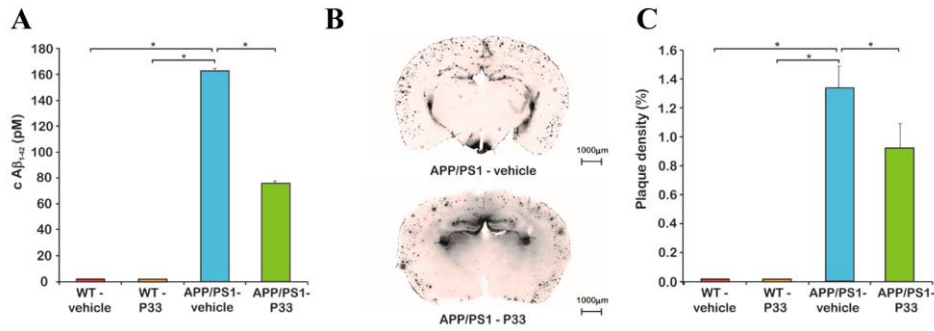 A
c Aβ1-42 (pM)
180
160
140
120
100
80
60
40
20
0
* *
*
WT -
vehicle
WT -
P33
APP/PS1-
vehicle
APP/PS1-
P33
B
1000μm
APP/PS1 - vehicle
1000μm
APP/PS1 - P33
C
Plaque density (%)
1.6
1.4
1.2
1.0
0.8
0.6
0.4
0.2
0.0
* *
*
WT -
vehicle
WT -
P33
APP/PS1-
vehicle
APP/PS1-
P33